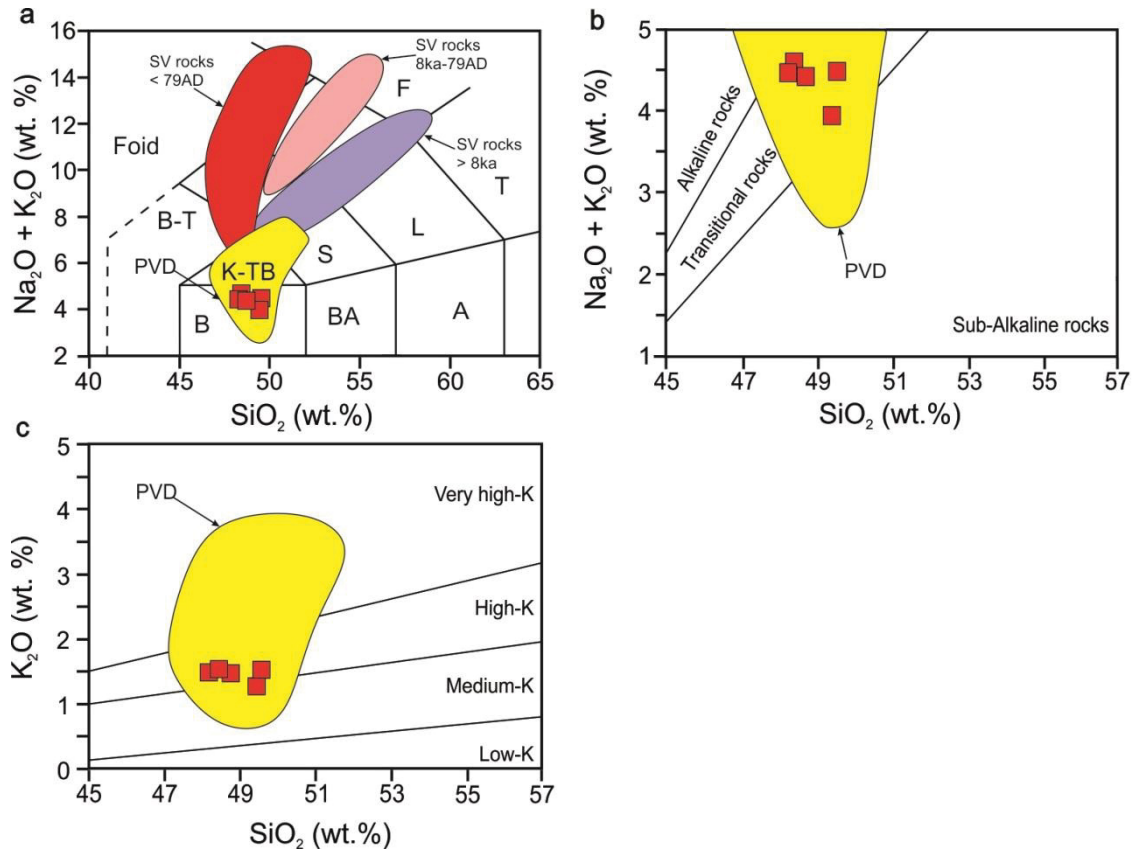 a
16
14
12
10
8
6
4
2
Na₂O + K₂O (wt. %)
40
45
50
55
60
65
SiO₂ (wt.%)
SV rocks
< 79AD
SV rocks
8ka-79AD
SV rocks
> 8ka
Foid
F
T
B-T
L
S
PVD
K-TB
B
BA
A
b
5
4
3
2
1
Na₂O + K₂O (wt. %)
45
47
49
51
53
55
57
SiO₂ (wt.%)
Alkaline rocks
Transitional rocks
PVD
Sub-Alkaline rocks
c
5
4
3
2
1
0
K₂O (wt. %)
45
47
49
51
53
55
57
SiO₂ (wt.%)
PVD
Very high-K
High-K
Medium-K
Low-K